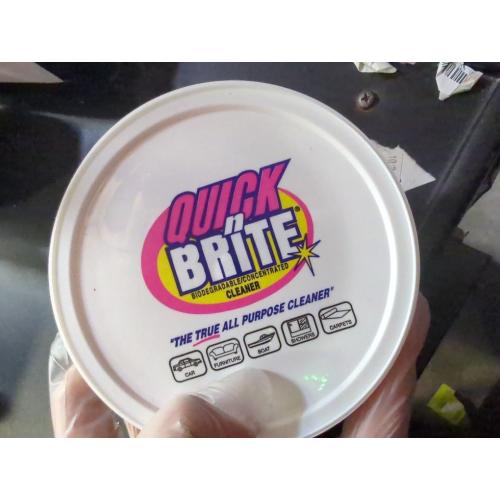 QUICK
n
BRITE®
BIODEGRADABLE/CONCENTRATED
CLEANER
"THE TRUE ALL PURPOSE CLEANER"
CAR FURNITURE BOAT SHOWERS CARPETS